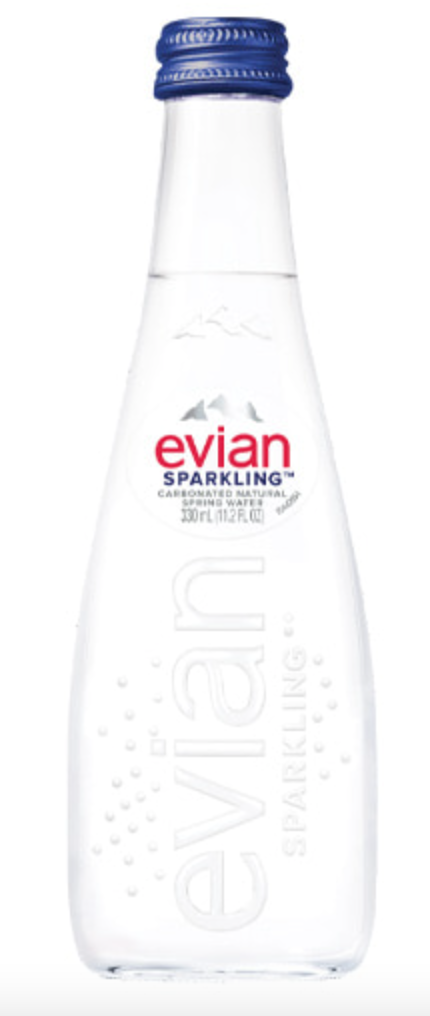 evian
SPARKLING™
CARBONATED NATURAL
SPRING WATER
330 mL (11.2 FL OZ)
evian
SPARKLING